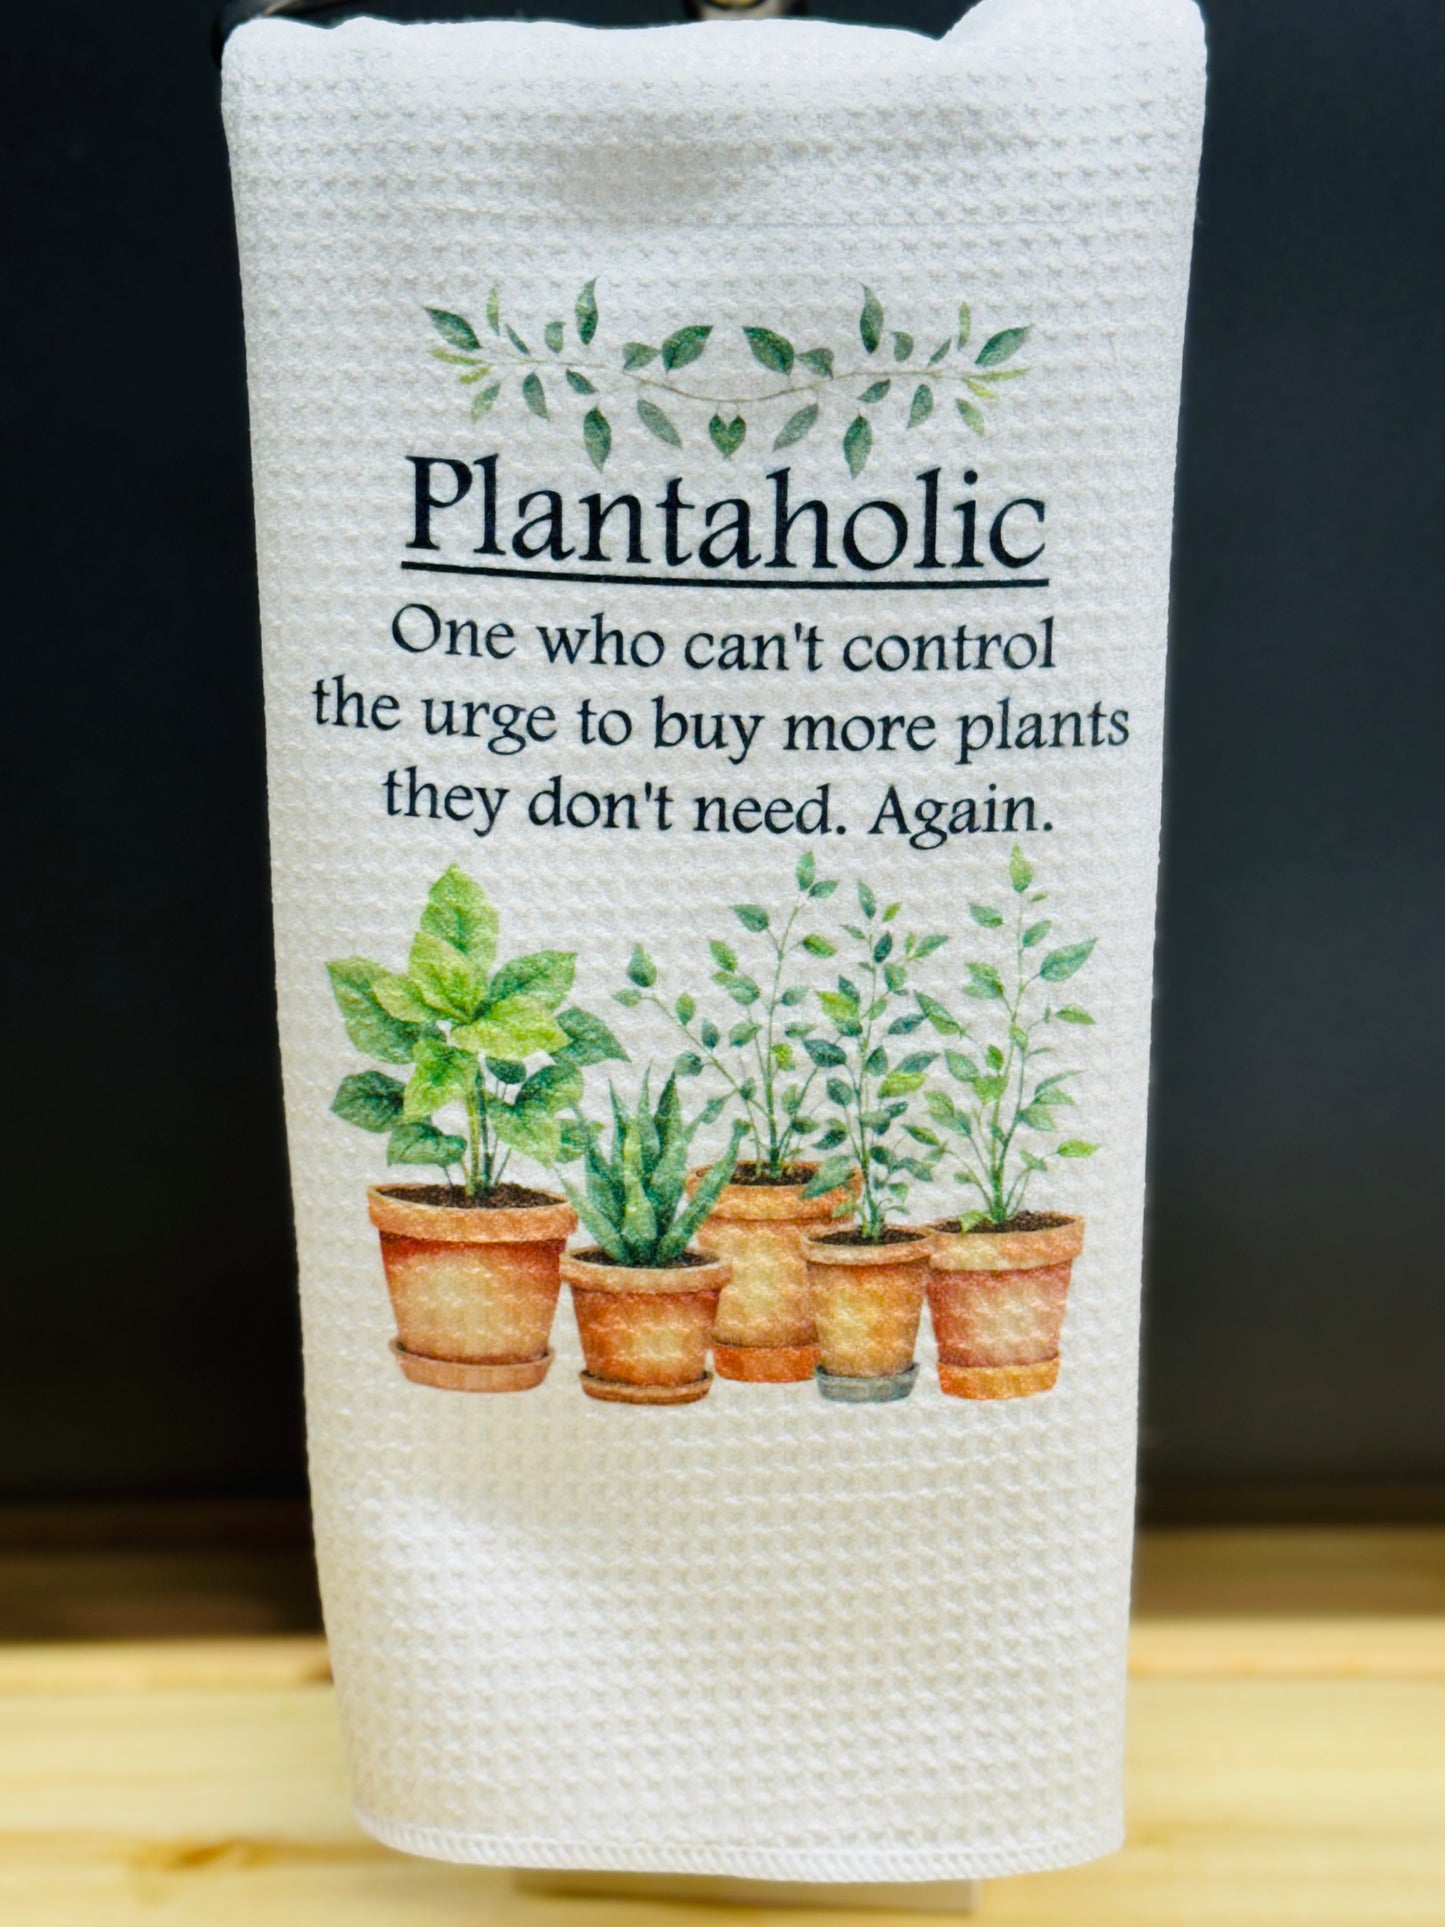 Plantaholic
One who can't control
the urge to buy more plants
they don't need. Again.